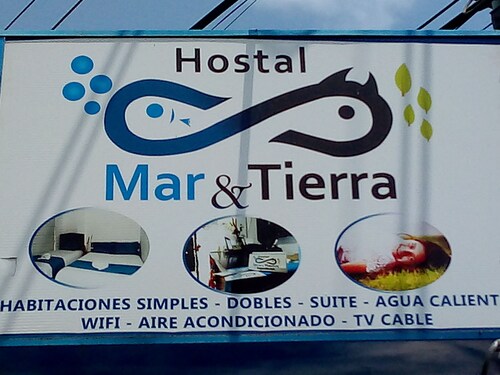 Hostal
Mar & Tierra
HABITACIONES SIMPLES - DOBLES - SUITE - AGUA CALIENT
WIFI - AIRE ACONDICIONADO - TV CABLE